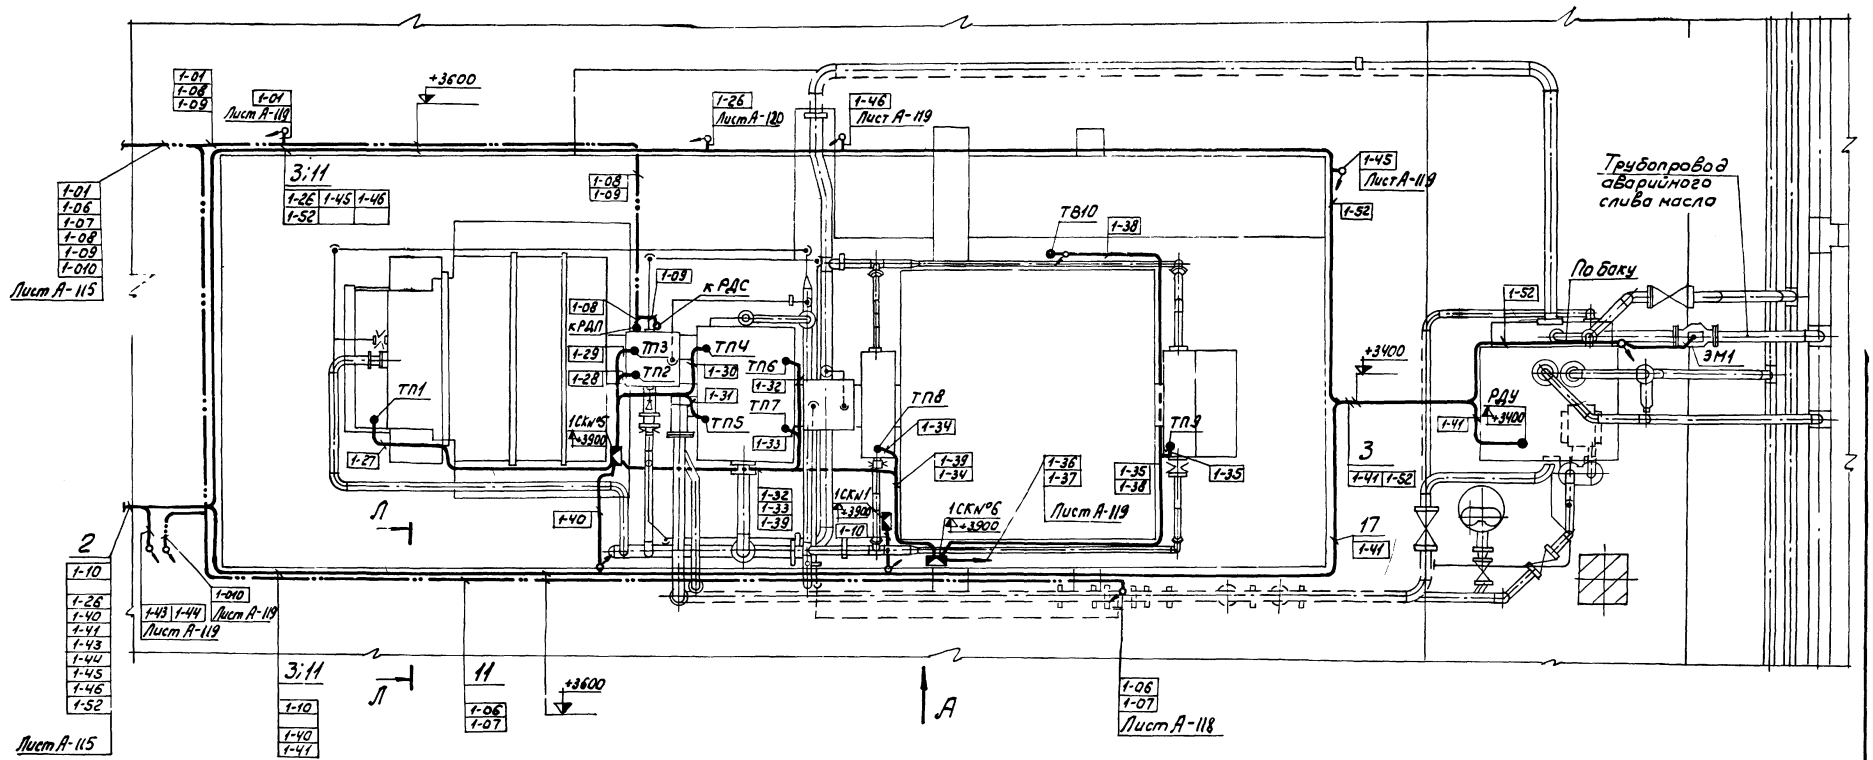 1-01
1-08
1-09
1-01
Лист А-119
+3600
1-26
Лист А-120
1-46
Лист А-119
3;11
1-26 1-45 1-46
1-52
1-08
1-09
1-45
Лист А-119
1-52
Трубопровод
аварийного
слива масла
1-01
1-06
1-07
1-08
1-09
1-010
Лист А-115
ТВ10
1-38
1-09
к РДС
1-08
кРДП
1-52
По баку
ЭМ1
1-29
ТП3
ТП4
1-28
ТП2
1-30
ТП6
1-32
+3400
ТП1
1-31
ТП7
ТП8
РДУ
+3400
1СК№5
+3900
ТП5
1-33
1-34
ТП9
1-41
1-27
1-39
1-34
1-36
1-37
Лист А-119
1-35
1-38
1-35
3
1-41 1-52
Л
1-40
1-32
1-33
1-39
1СК№1
+3900
1-10
1СК№6
+3900
17
1-41
2
1-10
1-26
1-40
1-41
1-43
1-44
1-45
1-46
1-52
Лист А-115
1-43 1-44
Лист А-119
1-010
Лист А-119
3;11
1-10
1-40
1-41
Л
11
1-06
1-07
+3600
А
1-06
1-07
Лист А-118